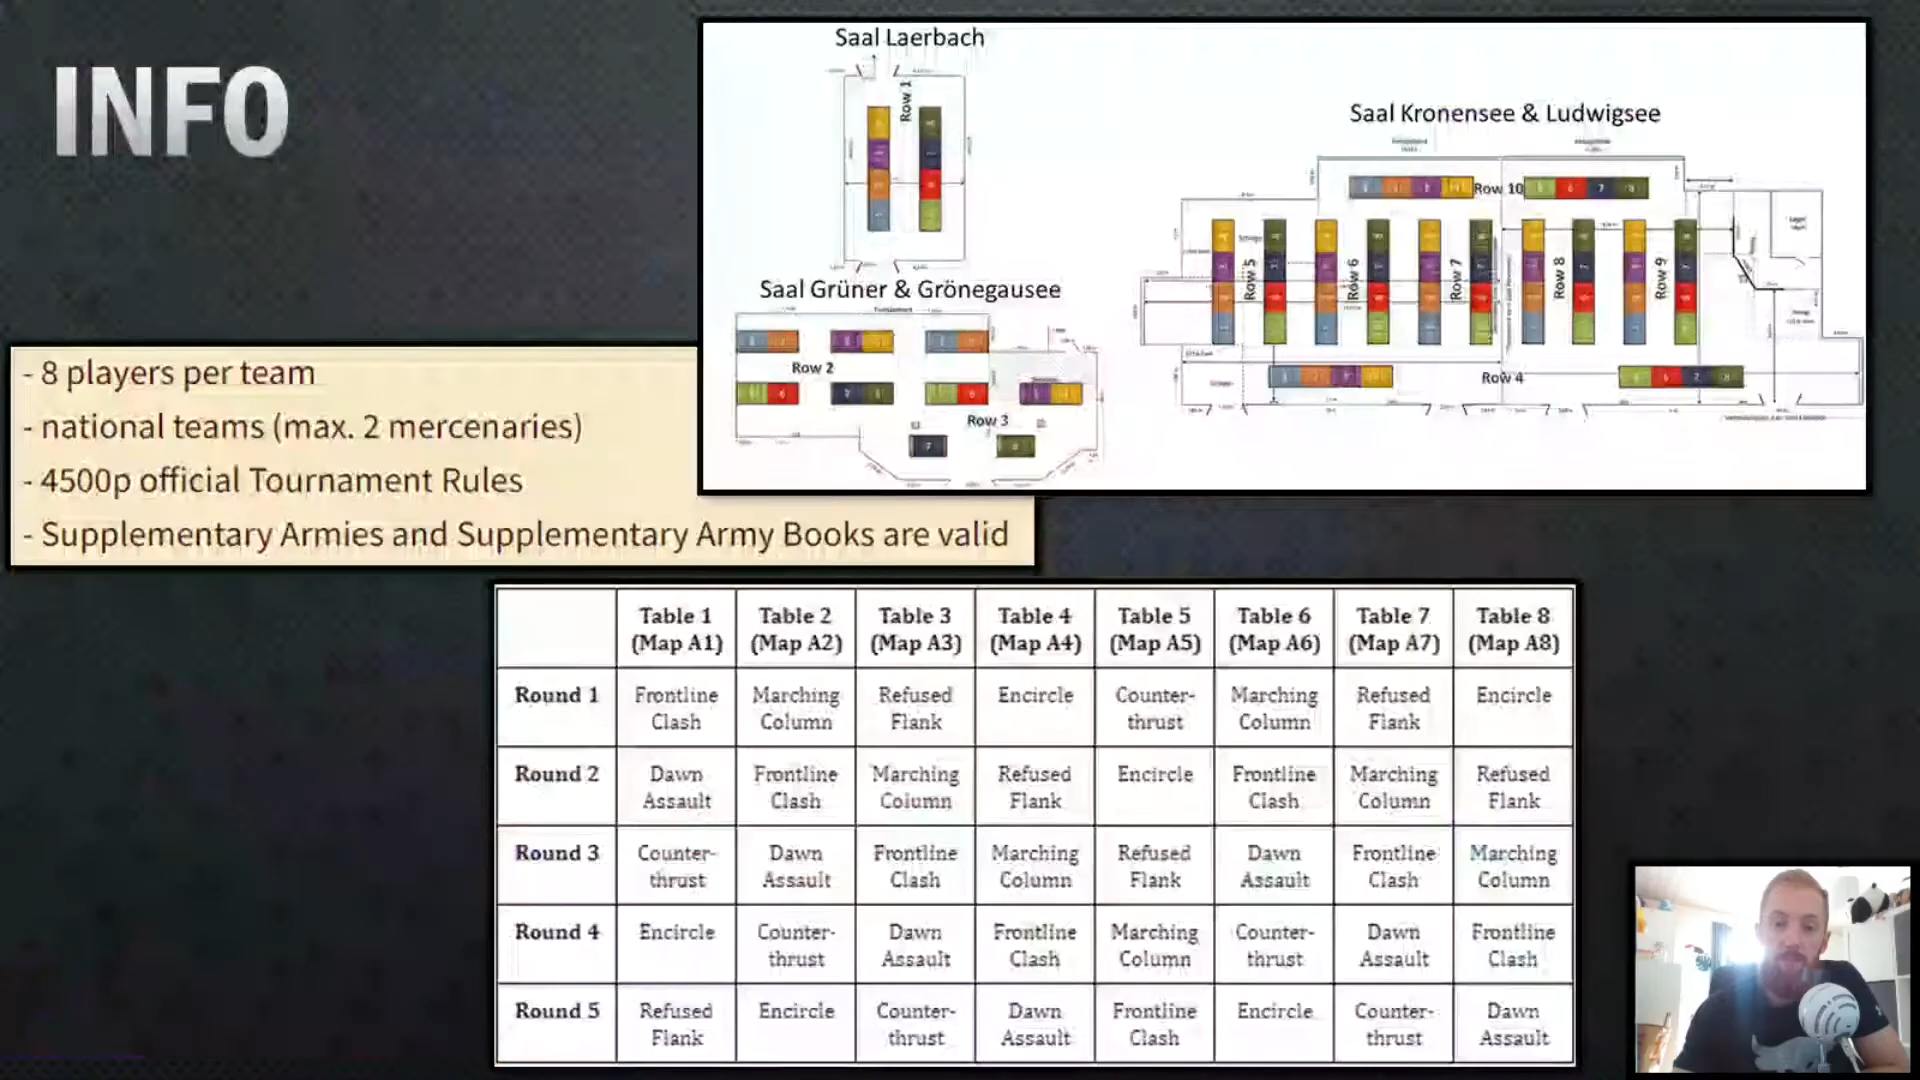 INFO
Saal Laerbach
Row 1
Saal Grüner & Grönegausee
Row 2
Row 3
Saal Kronensee & Ludwigsee
Row 10
Row 5
Row 6
Row 7
Row 8
Row 9
Row 4
- 8 players per team
- national teams (max. 2 mercenaries)
- 4500p official Tournament Rules
- Supplementary Armies and Supplementary Army Books are valid
Table 1 Table 2 Table 3 Table 4 Table 5 Table 6 Table 7 Table 8
(Map A1) (Map A2) (Map A3) (Map A4) (Map A5) (Map A6) (Map A7) (Map A8)
Round 1 Frontline Marching Refused Encircle Counter- Marching Refused Encircle
Clash Column Flank thrust Column Flank
Round 2 Dawn Frontline Marching Refused Encircle Frontline Marching Refused
Assault Clash Column Flank Clash Column Flank
Round 3 Counter- Dawn Frontline Marching Refused Dawn Frontline Marching
thrust Assault Clash Column Flank Assault Clash Column
Round 4 Encircle Counter- Dawn Frontline Marching Counter- Dawn Frontline
thrust Assault Clash Column thrust Assault Clash
Round 5 Refused Encircle Counter- Dawn Frontline Encircle Counter- Dawn
Flank thrust Assault Clash thrust Assault